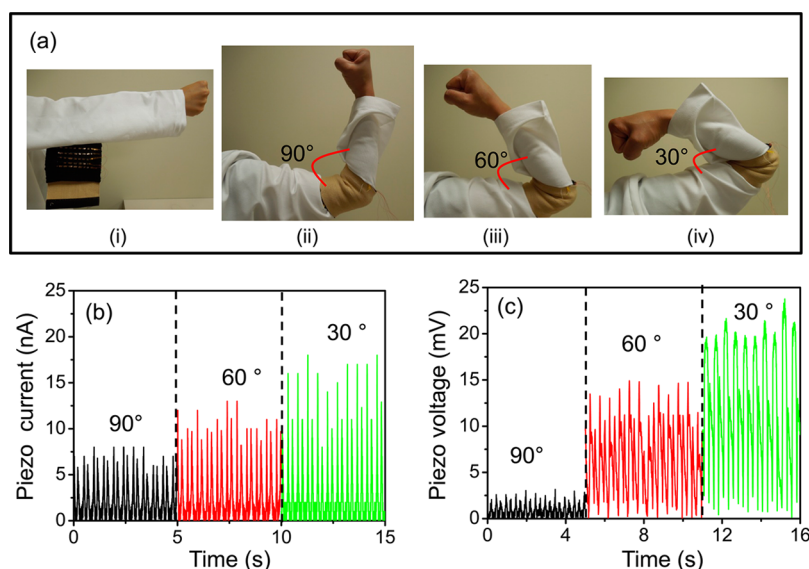 (a)
90°
60°
30°
(i)
(ii)
(iii)
(iv)
(b)
25
20
15
10
5
0
Piezo current (nA)
90°
60 °
30 °
0
5
10
15
Time (s)
(c)
25
20
15
10
5
0
Piezo voltage (mV)
90°
60 °
30 °
0
4
8
12
16
Time (s)